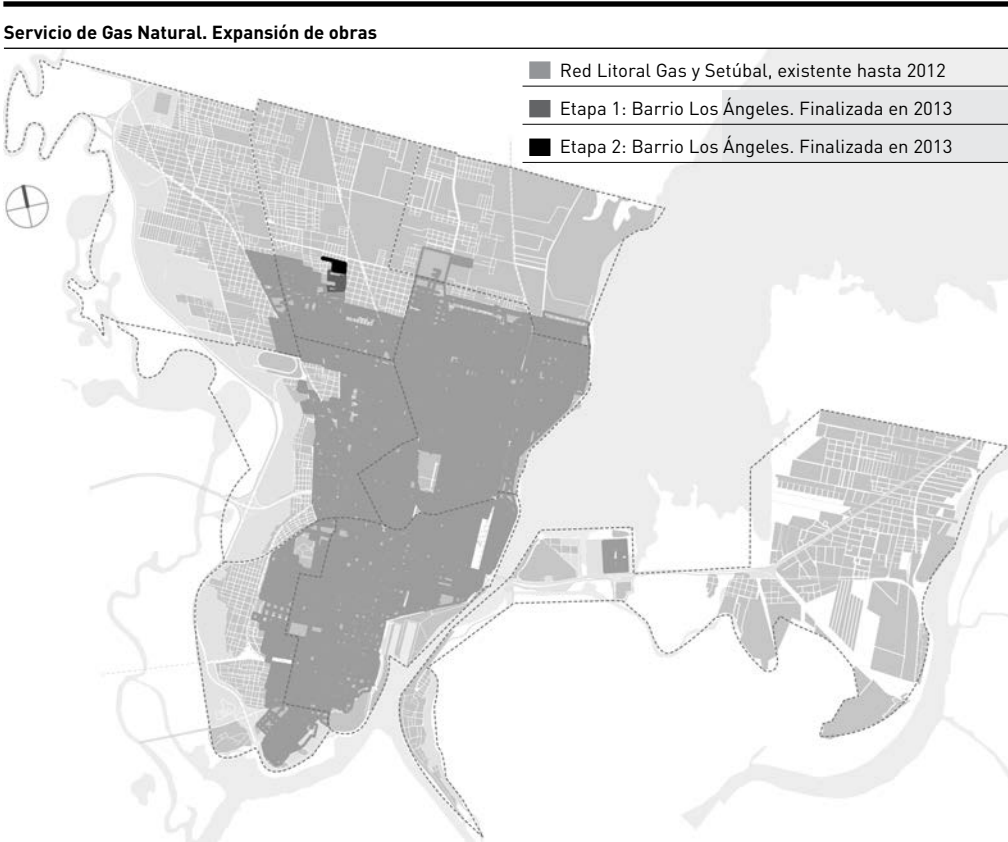 Servicio de Gas Natural. Expansión de obras
Red Litoral Gas y Setúbal, existente hasta 2012
Etapa 1: Barrio Los Ángeles. Finalizada en 2013
Etapa 2: Barrio Los Ángeles. Finalizada en 2013